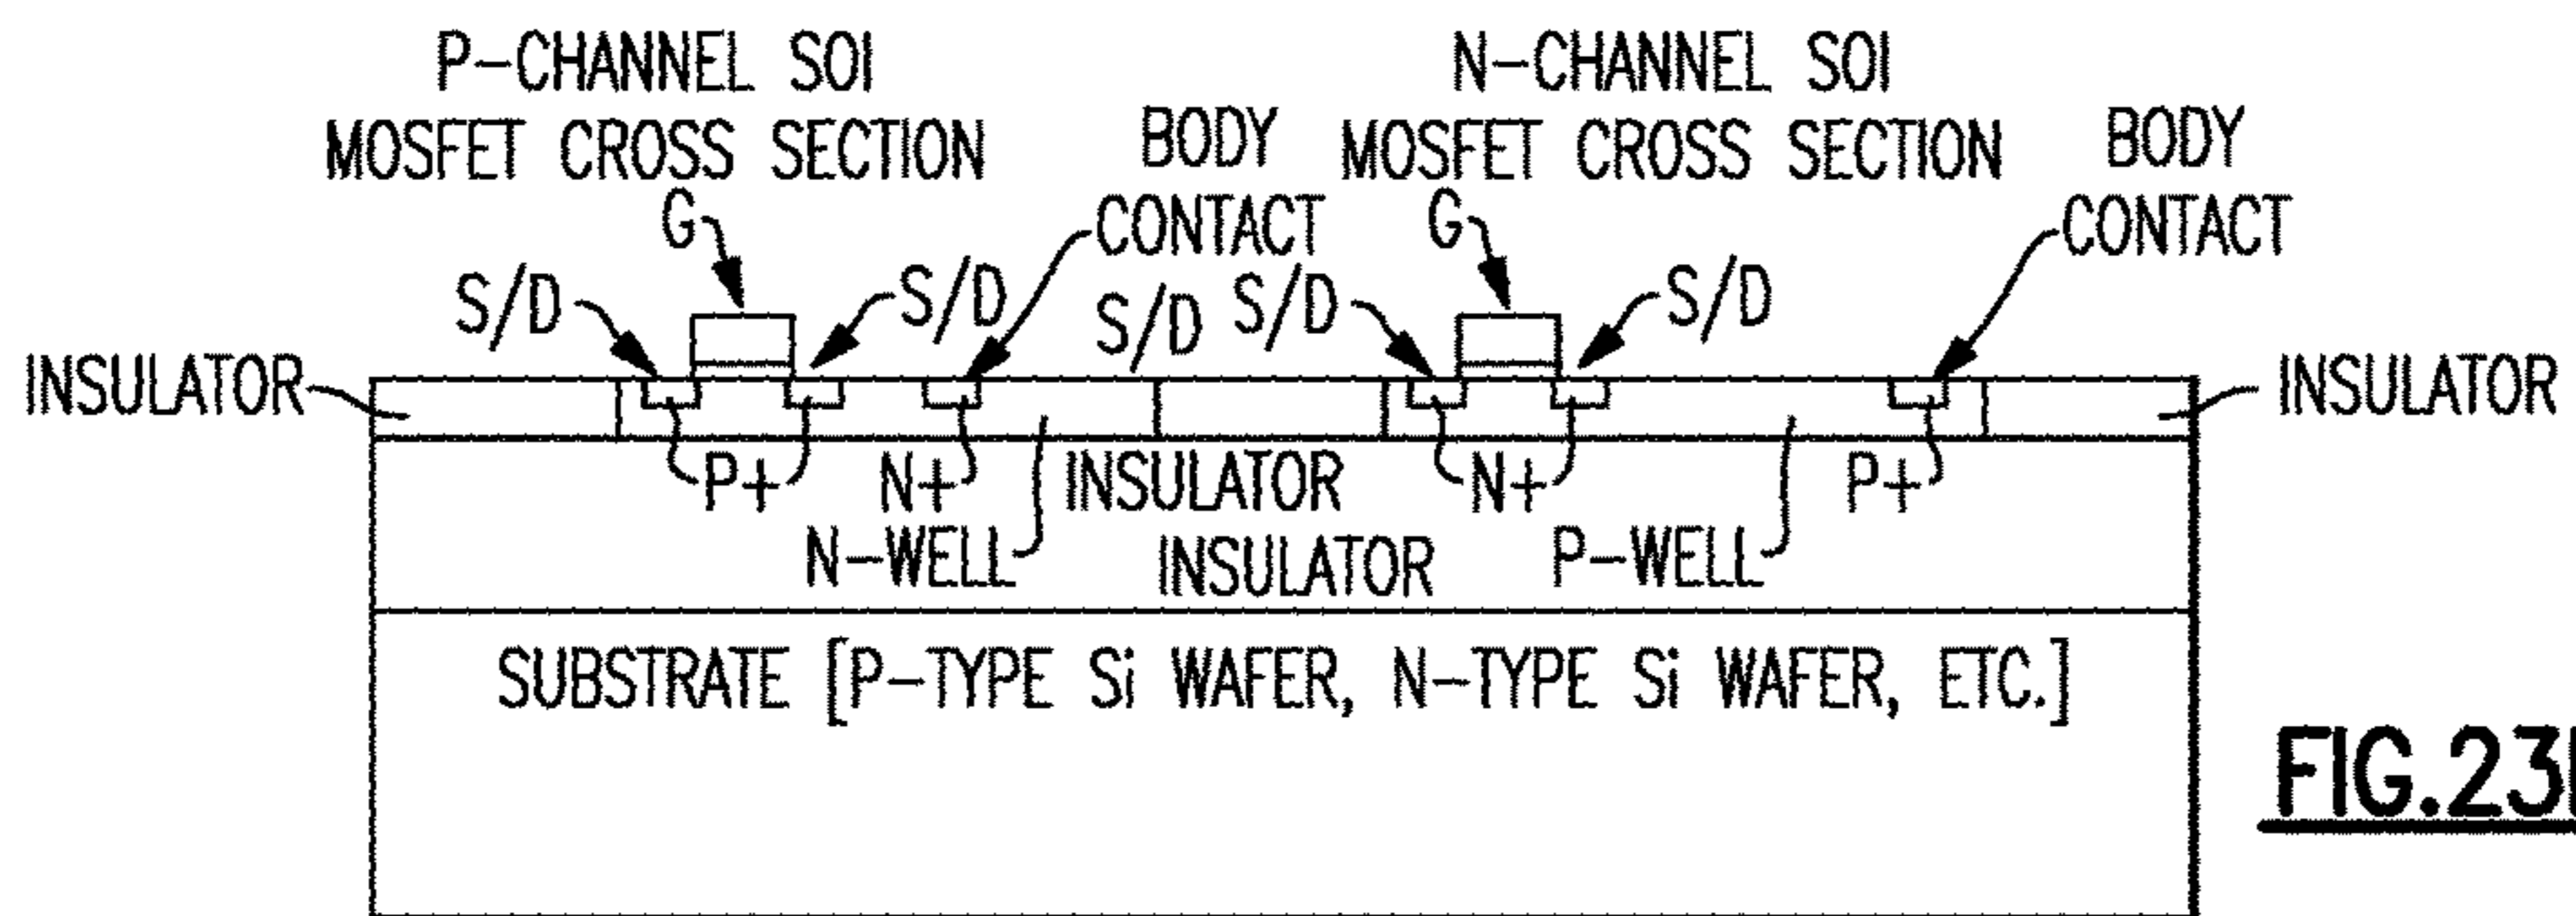 P-CHANNEL SOI
MOSFET CROSS SECTION
N-CHANNEL SOI
MOSFET CROSS SECTION
BODY
CONTACT
BODY
CONTACT
G
G
S/D
S/D
S/D
S/D
S/D
INSULATOR
INSULATOR
P+
N+
INSULATOR
N+
P+
N-WELL
INSULATOR
P-WELL
SUBSTRATE [P-TYPE Si WAFER, N-TYPE Si WAFER, ETC.]